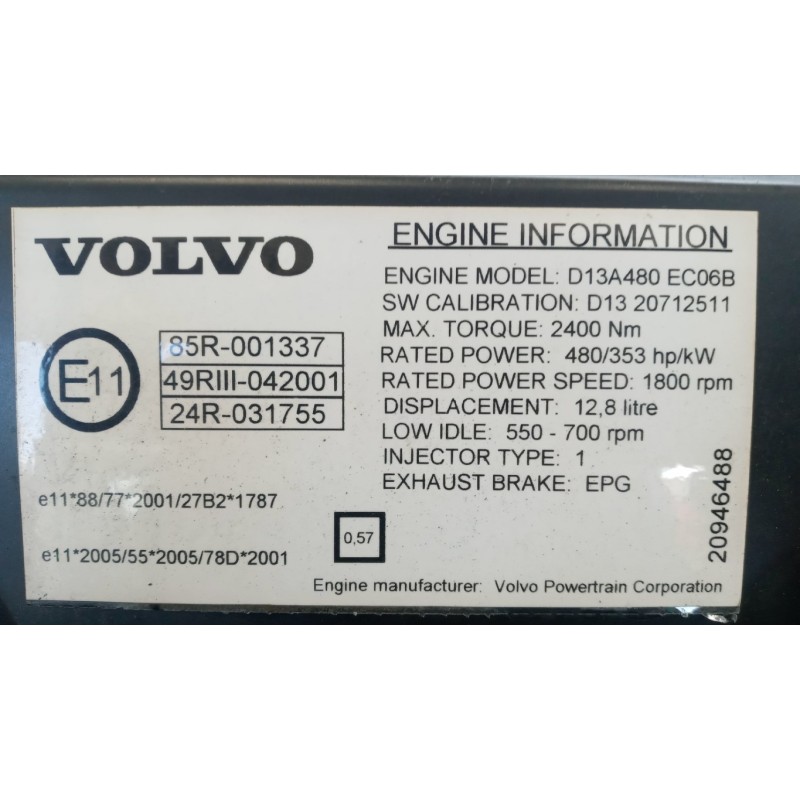 VOLVO
E11
85R-001337
49RIII-042001
24R-031755
e11*88/77*2001/27B2*1787
e11*2005/55*2005/78D*2001
0,57
ENGINE INFORMATION
ENGINE MODEL: D13A480 EC06B
SW CALIBRATION: D13 20712511
MAX. TORQUE: 2400 Nm
RATED POWER: 480/353 hp/kW
RATED POWER SPEED: 1800 rpm
DISPLACEMENT: 12,8 litre
LOW IDLE: 550 - 700 rpm
INJECTOR TYPE: 1
EXHAUST BRAKE: EPG
20946488
Engine manufacturer: Volvo Powertrain Corporation